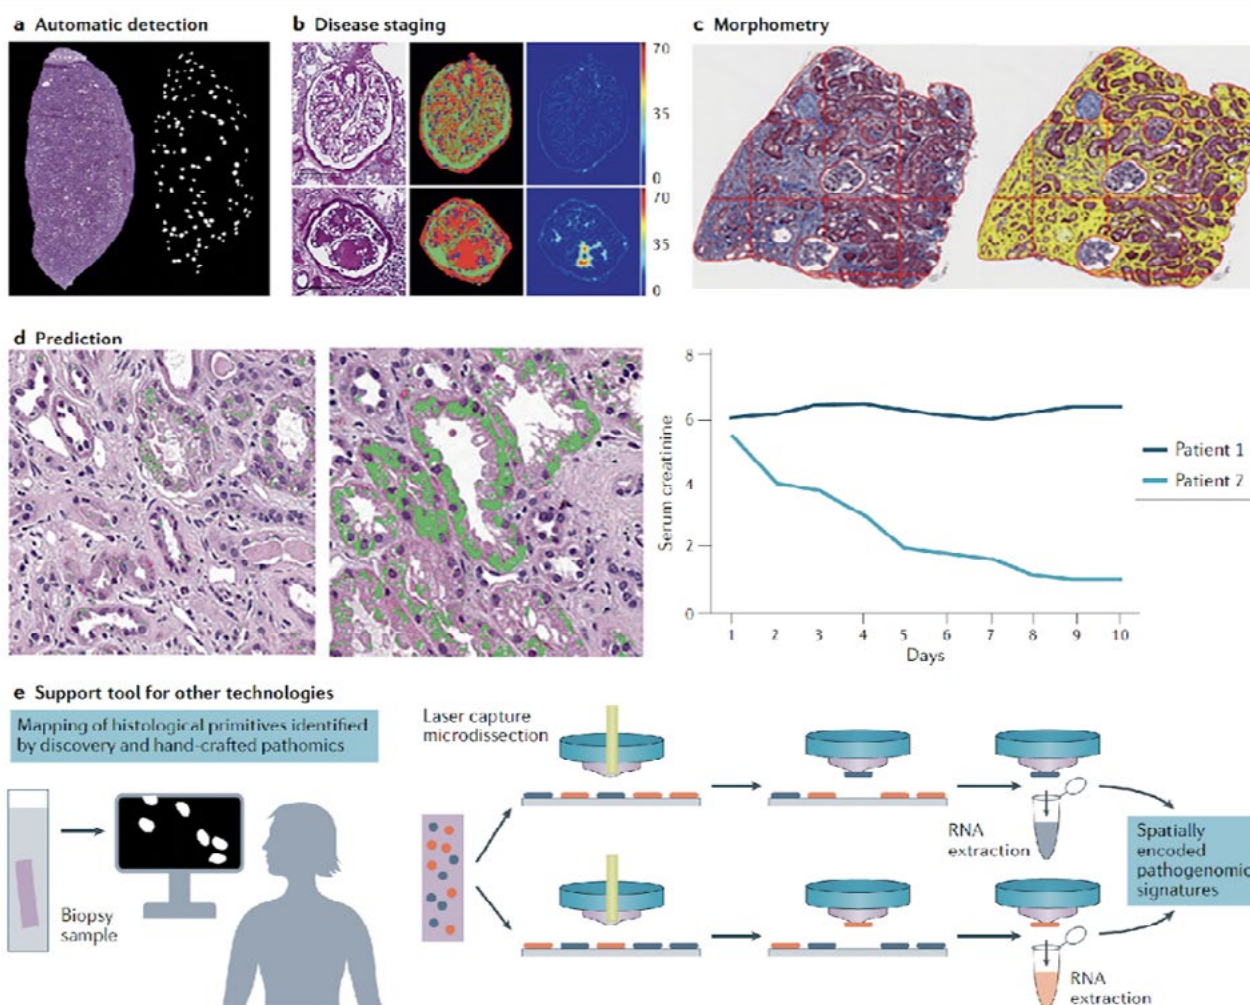 a Automatic detection
b Disease staging
70
35
0
70
35
0
c Morphometry
d Prediction
8
6
4
2
0
Serum creatinine
1 2 3 4 5 6 7 8 9 10
Days
Patient 1
Patient 2
e Support tool for other technologies
Mapping of histological primitives identified
by discovery and hand-crafted pathomics
Biopsy
sample
Laser capture
microdissection
RNA
extraction
RNA
extraction
Spatially
encoded
pathogenomic
signatures